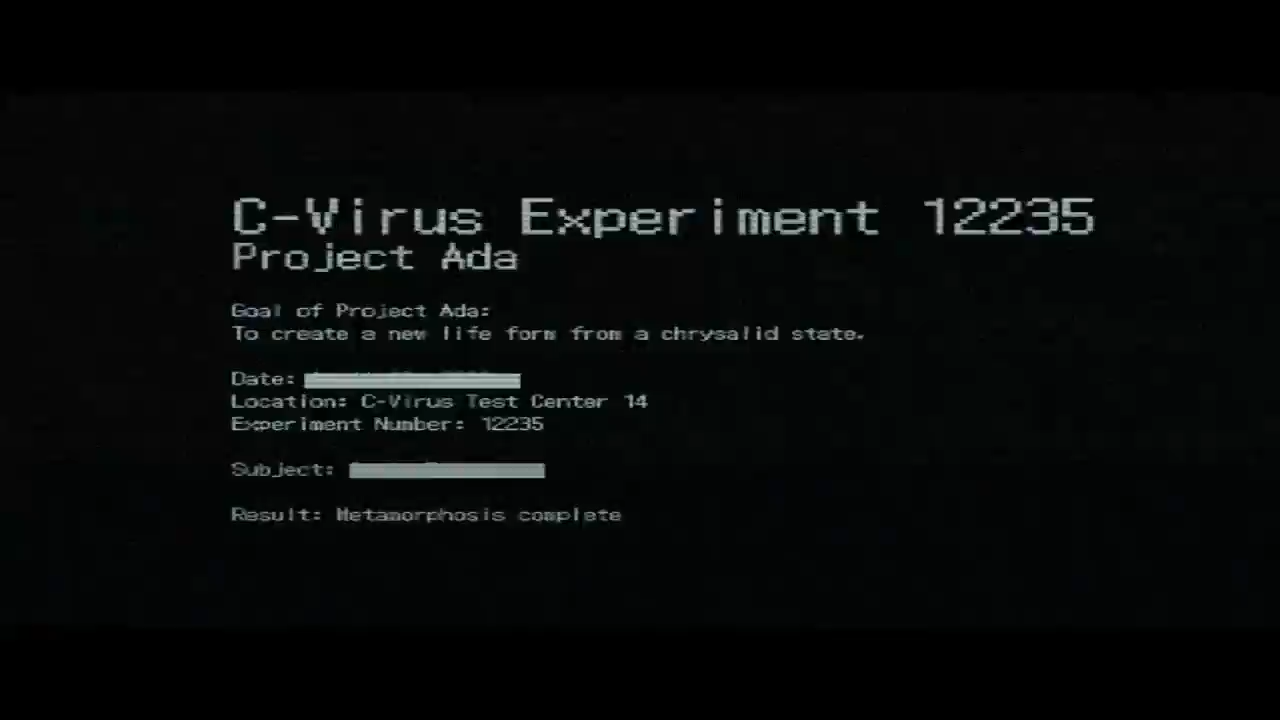 C-Virus Experiment 12235
Project Ada
Goal of Project Ada:
To create a new life form from a chrysalid state.
Date:
Location: C-Virus Test Center 14
Experiment Number: 12235
Subject:
Result: Metamorphosis complete